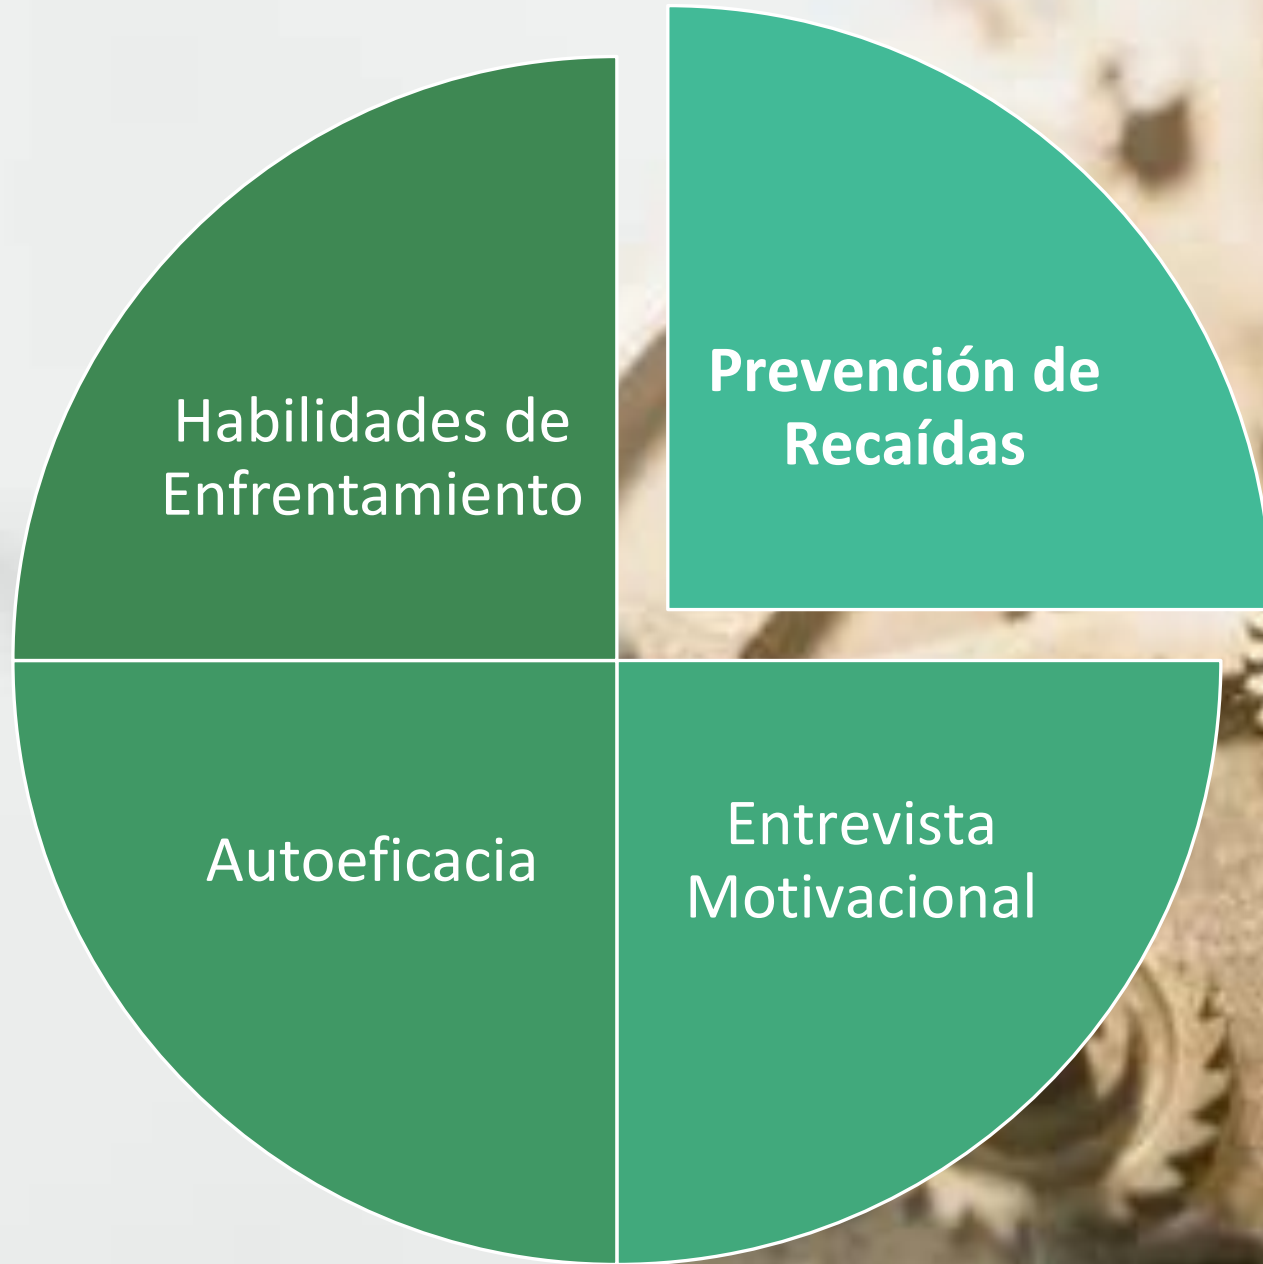 Prevención de
Recaídas
Habilidades de
Enfrentamiento
Autoeficacia
Entrevista
Motivacional